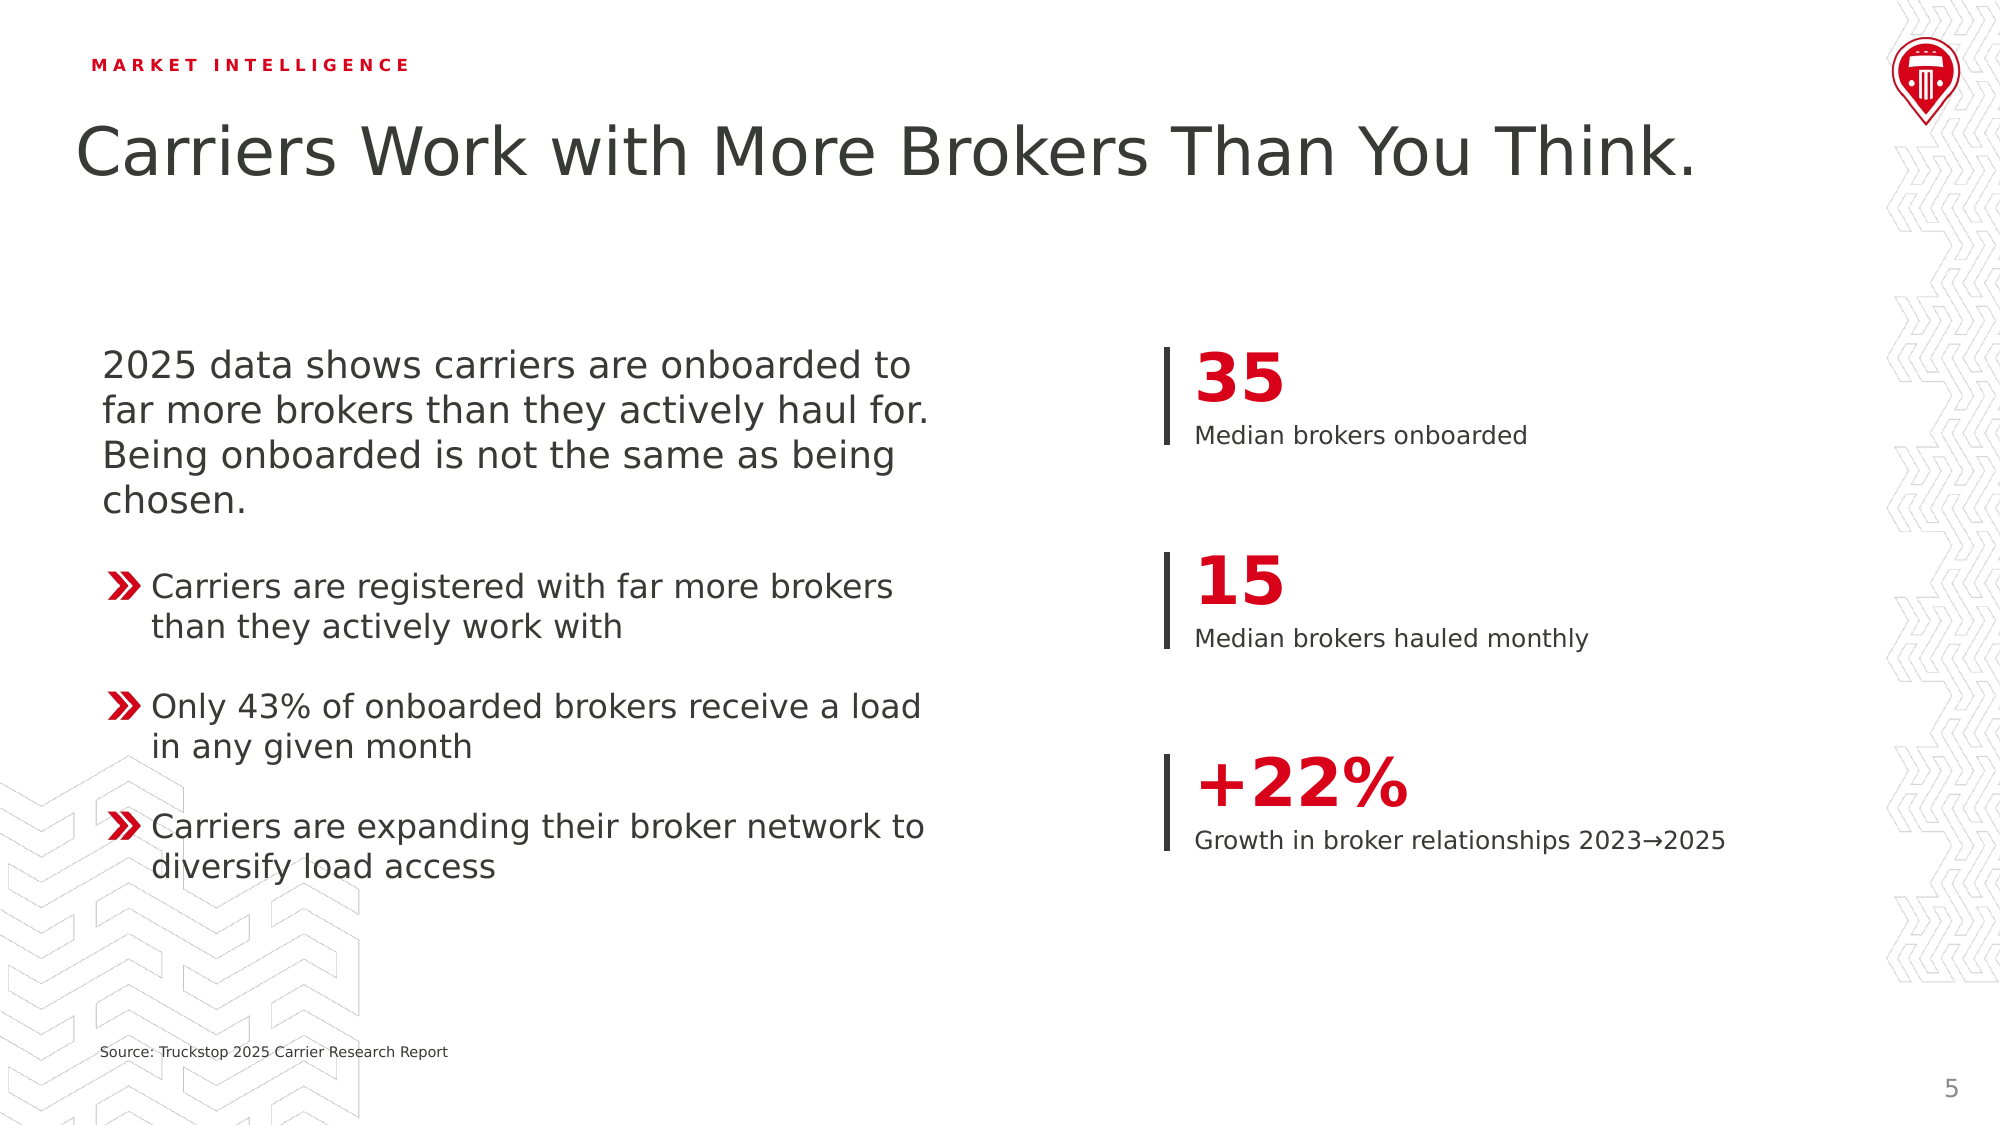 MARKET INTELLIGENCE
Carriers Work with More Brokers Than You Think.
2025 data shows carriers are onboarded to
far more brokers than they actively haul for.
Being onboarded is not the same as being
chosen.
Carriers are registered with far more brokers
than they actively work with
Only 43% of onboarded brokers receive a load
in any given month
Carriers are expanding their broker network to
diversify load access
35
Median brokers onboarded
15
Median brokers hauled monthly
+22%
Growth in broker relationships 2023→2025
Source: Truckstop 2025 Carrier Research Report
5